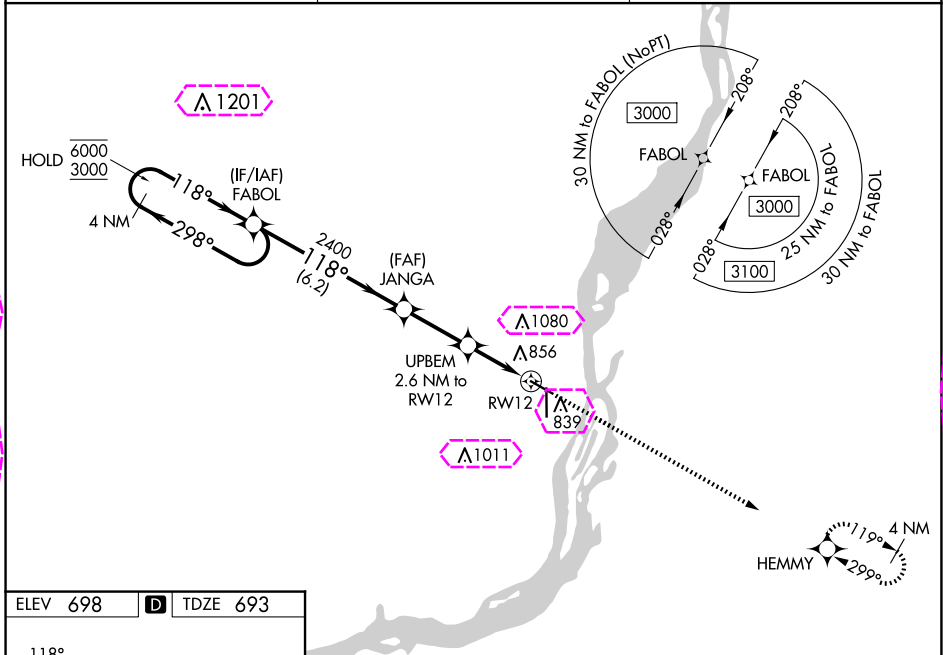 1201
HOLD
6000
3000
118°
4 NM
298°
(IF/IAF)
FABOL
2400
118°
(6.2)
(FAF)
JANGA
UPBEM
2.6 NM to
RW12
1080
856
RW12
839
1011
30 NM to FABOL (NoPT)
3000
208°
FABOL
028°
208°
FABOL
3000
028°
3100
25 NM to FABOL
30 NM to FABOL
HEMMY
119°
4 NM
299°
ELEV 698 D TDZE 693
118°